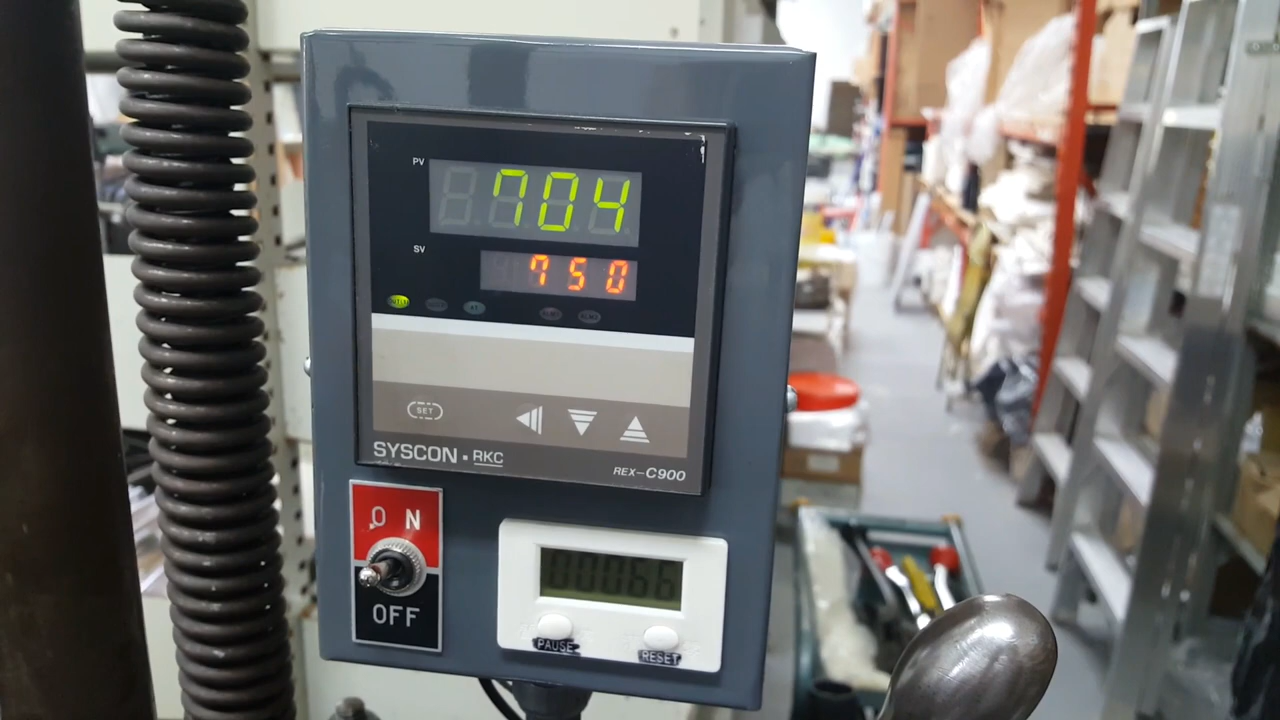 PV
704
SV
750
SET
SYSCON ▪ RKC
REX-C900
ON
OFF
00066
PAUSE
RESET